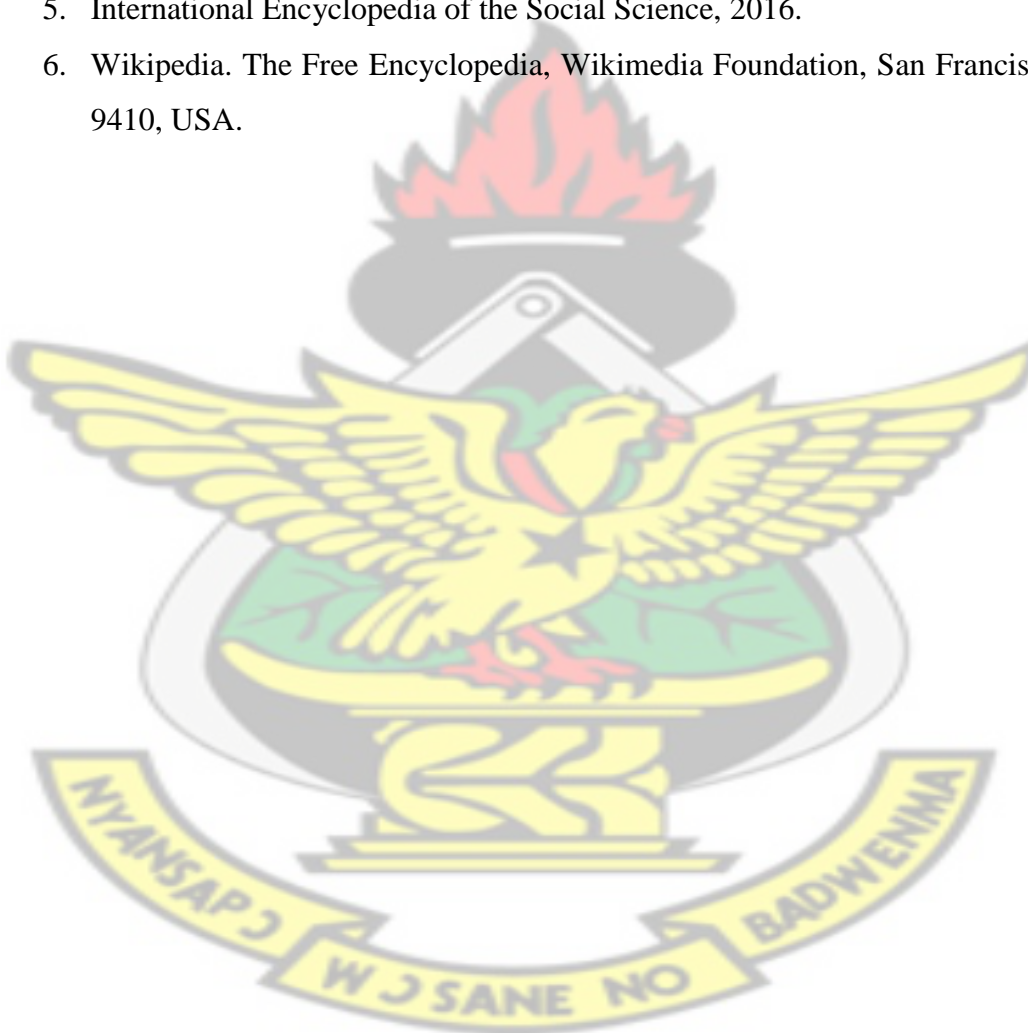 5. International Encyclopedia of the Social Science, 2016.
6. Wikipedia. The Free Encyclopedia, Wikimedia Foundation, San Francis
9410, USA.
NYANSAPƆ
WƆSANE NO
BADWENMA